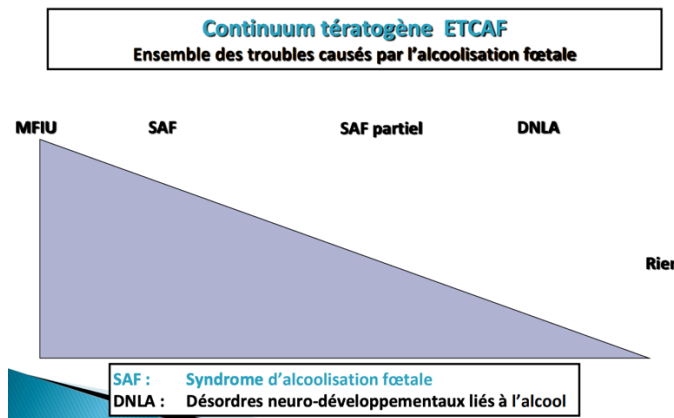 Continuum tératogène ETCAF
Ensemble des troubles causés par l'alcoolisation fœtale
MFIU SAF SAF partiel DNLA
Rien
SAF : Syndrome d'alcoolisation fœtale
DNLA : Désordres neuro-développementaux liés à l'alcool